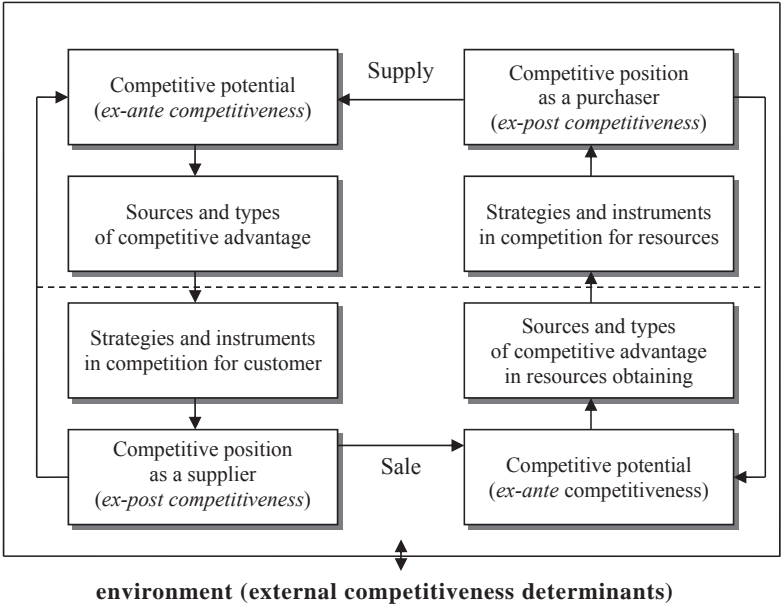 Competitive potential
(ex-ante competitiveness)
Supply
Competitive position
as a purchaser
(ex-post competitiveness)
Sources and types
of competitive advantage
Strategies and instruments
in competition for resources
Strategies and instruments
in competition for customer
Sources and types
of competitive advantage
in resources obtaining
Competitive position
as a supplier
(ex-post competitiveness)
Sale
Competitive potential
(ex-ante competitiveness)
environment (external competitiveness determinants)